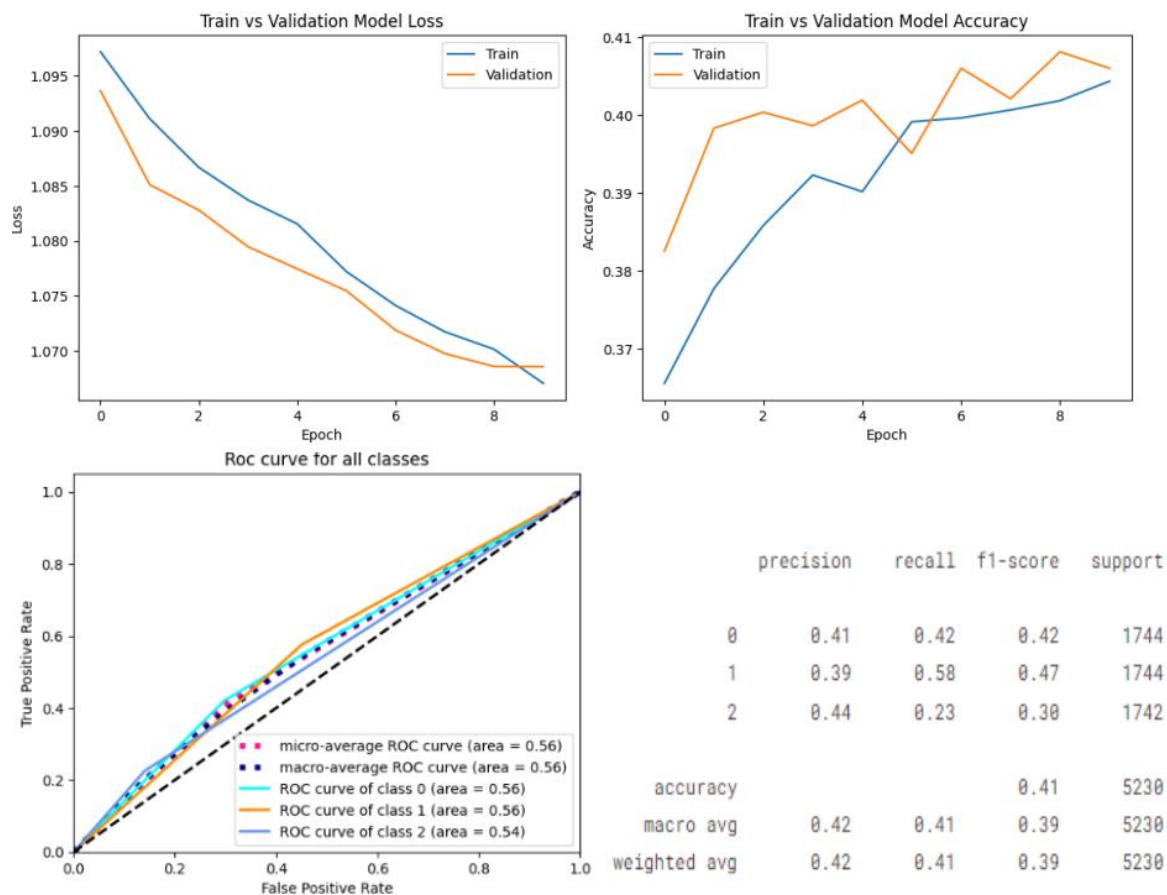 Train vs Validation Model Loss
Train
Validation
1.095
1.090
1.085
1.080
1.075
1.070
Loss
0 2 4 6 8
Epoch
Train vs Validation Model Accuracy
Train
Validation
0.41
0.40
0.39
0.38
0.37
Accuracy
0 2 4 6 8
Epoch
Roc curve for all classes
1.0
0.8
0.6
0.4
0.2
0.0
True Positive Rate
micro-average ROC curve (area = 0.56)
macro-average ROC curve (area = 0.56)
ROC curve of class 0 (area = 0.56)
ROC curve of class 1 (area = 0.56)
ROC curve of class 2 (area = 0.54)
0.0 0.2 0.4 0.6 0.8 1.0
False Positive Rate
precision recall f1-score support
0 0.41 0.42 0.42 1744
1 0.39 0.58 0.47 1744
2 0.44 0.23 0.30 1742
accuracy 0.41 5230
macro avg 0.42 0.41 0.39 5230
weighted avg 0.42 0.41 0.39 5230